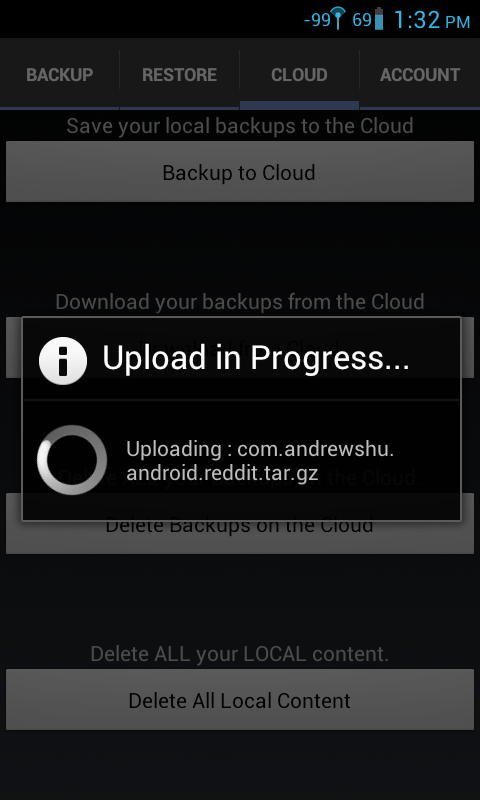 -99 69 1:32 PM
BACKUP RESTORE CLOUD ACCOUNT
Save your local backups to the Cloud
Backup to Cloud
Download your backups from the Cloud
Upload in Progress...
Uploading : com.andrewshu.
android.reddit.tar.gz
Delete Backups on the Cloud
Delete ALL your LOCAL content.
Delete All Local Content